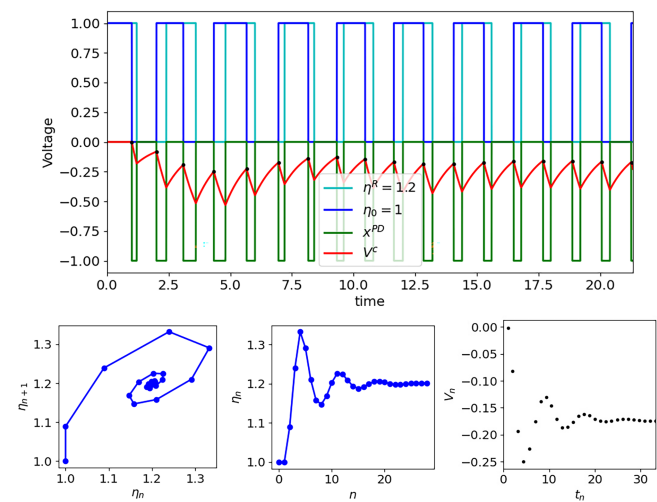 1.00
0.75
0.50
0.25
0.00
−0.25
−0.50
−0.75
−1.00
Voltage
η^R = 1.2
η_0 = 1
x^{PD}
V^c
0.0 2.5 5.0 7.5 10.0 12.5 15.0 17.5 20.0
time
1.3
1.2
1.1
1.0
η_{n+1}
1.0 1.1 1.2 1.3
η_n
1.3
1.2
1.1
1.0
η_n
0 10 20
n
0.00
−0.05
−0.10
−0.15
−0.20
−0.25
V_n
0 10 20 30
t_n